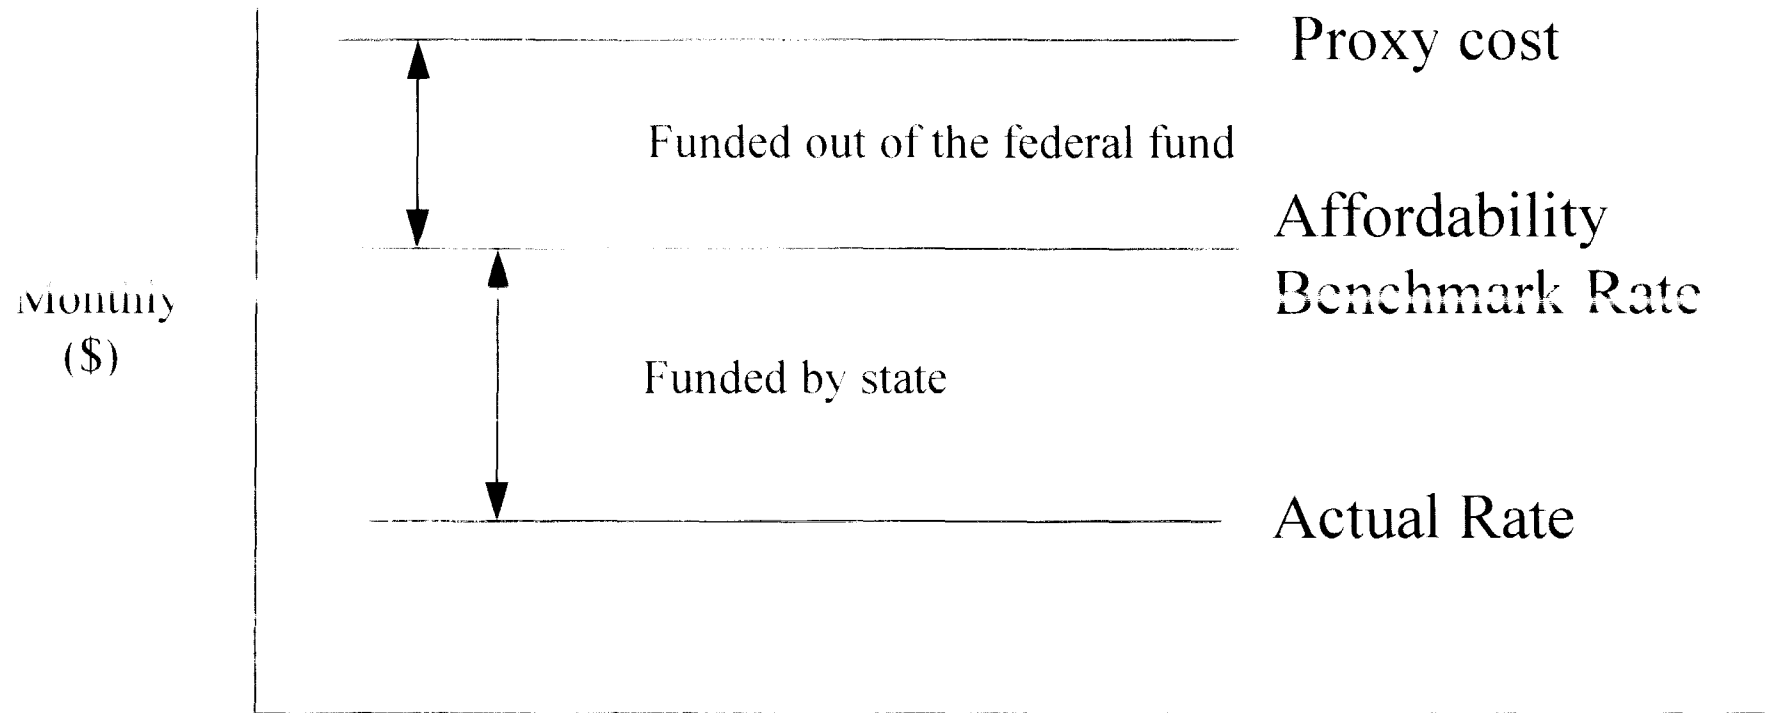 Proxy cost
Funded out of the federal fund
Affordability
Benchmark Rate
Monthly
($)
Funded by state
Actual Rate